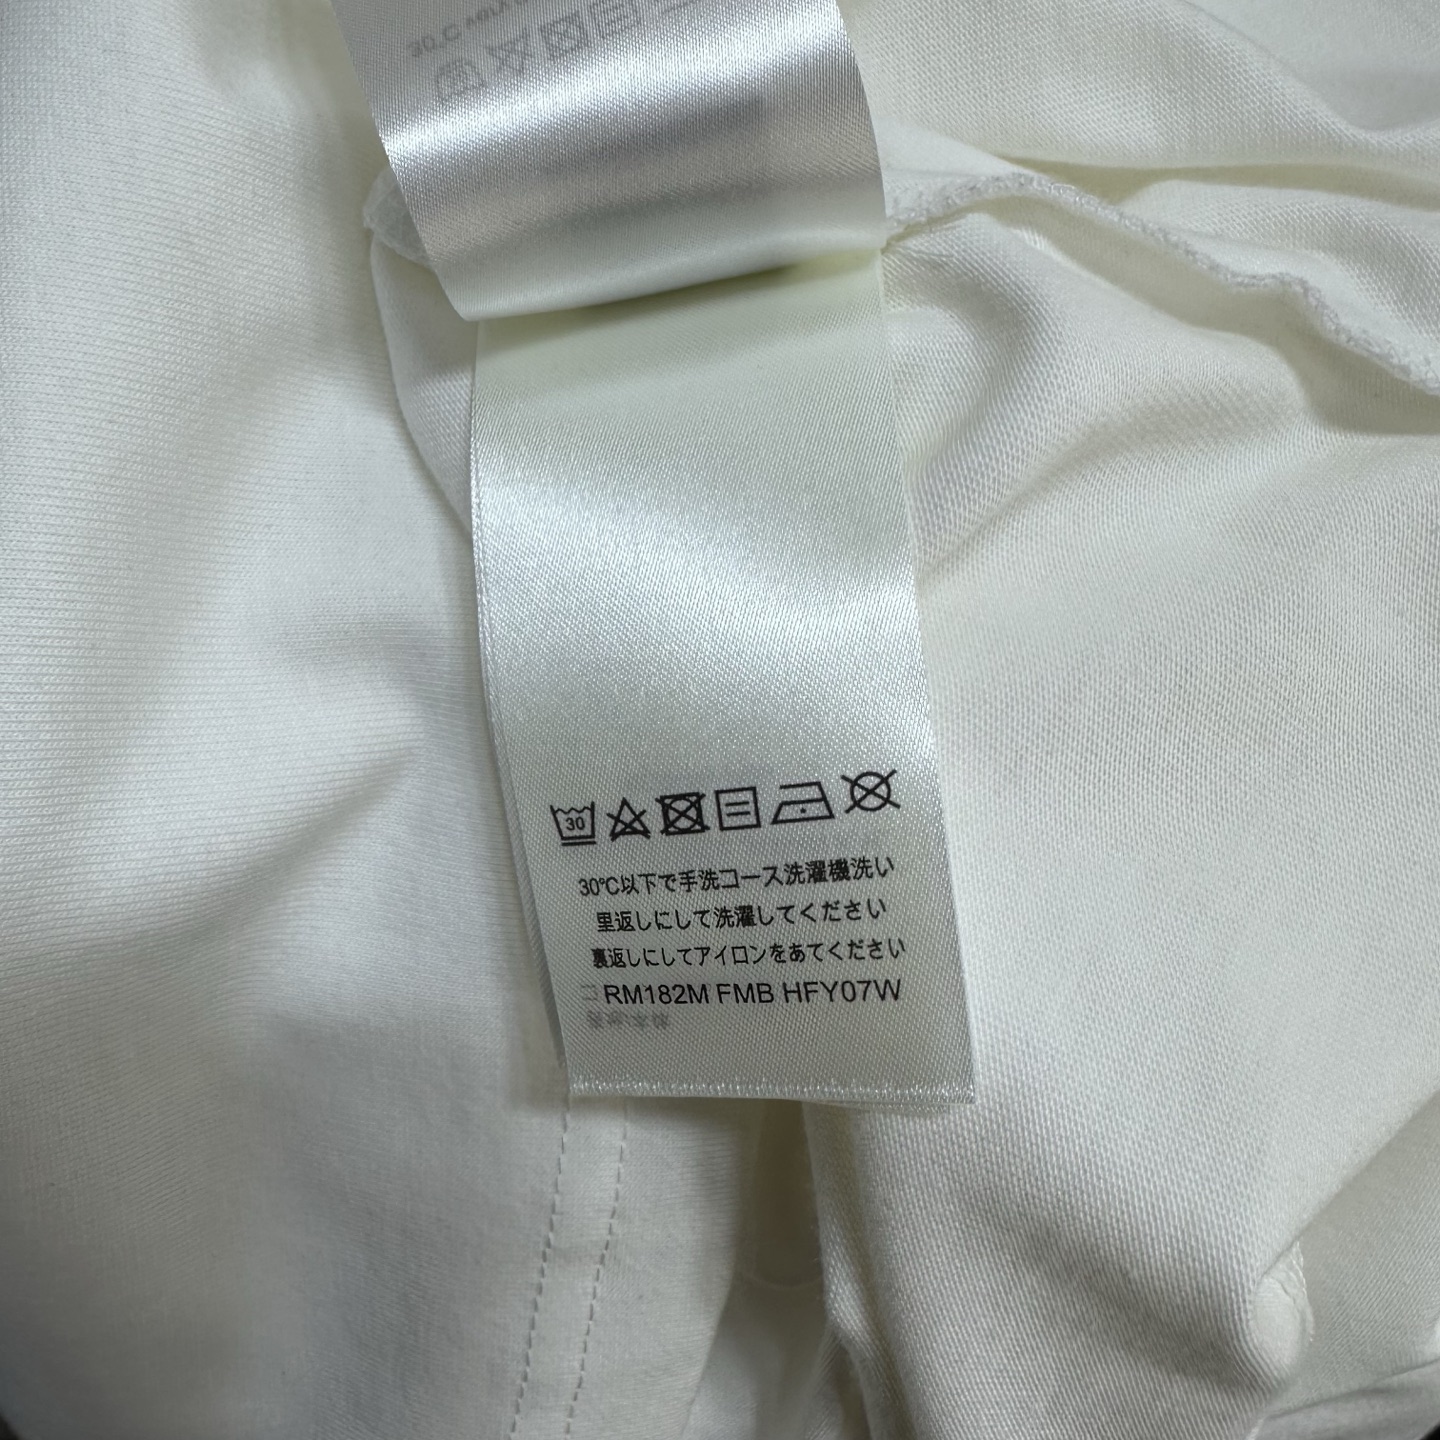 30
30℃以下で手洗コース洗濯機洗い
里返しにして洗濯してください
裏返しにしてアイロンをあてください
RM182M FMB HFY07W